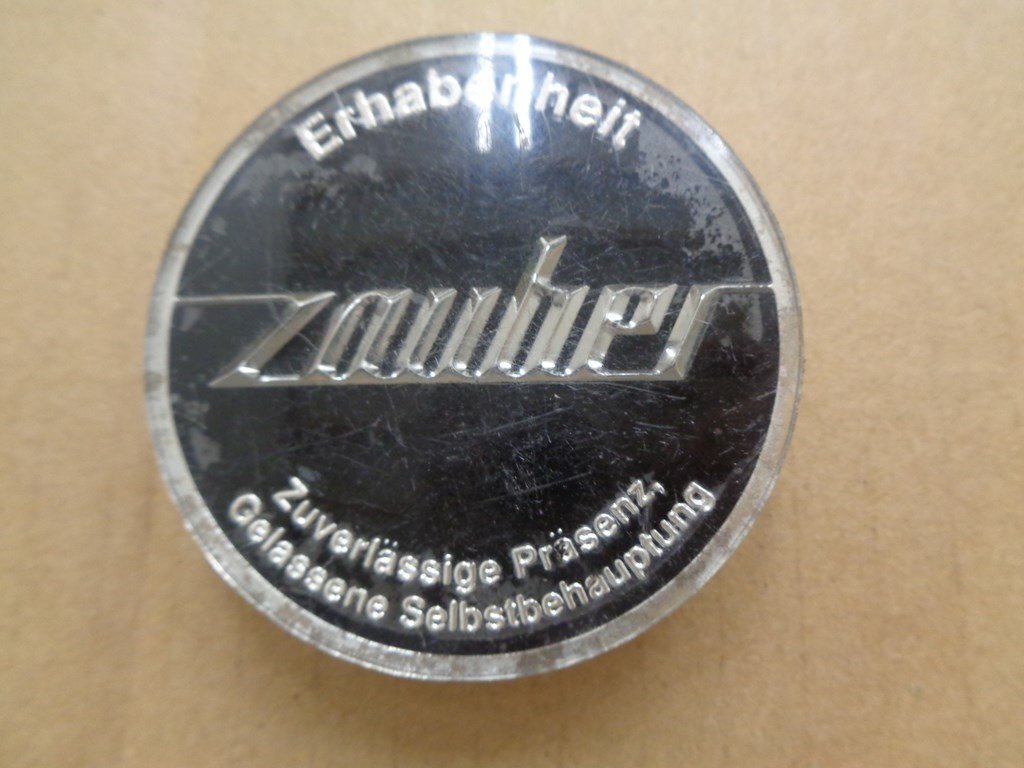 Erhabenheit
zauber
Zuverlässige Präsenz,
Gelassene Selbstbehauptung